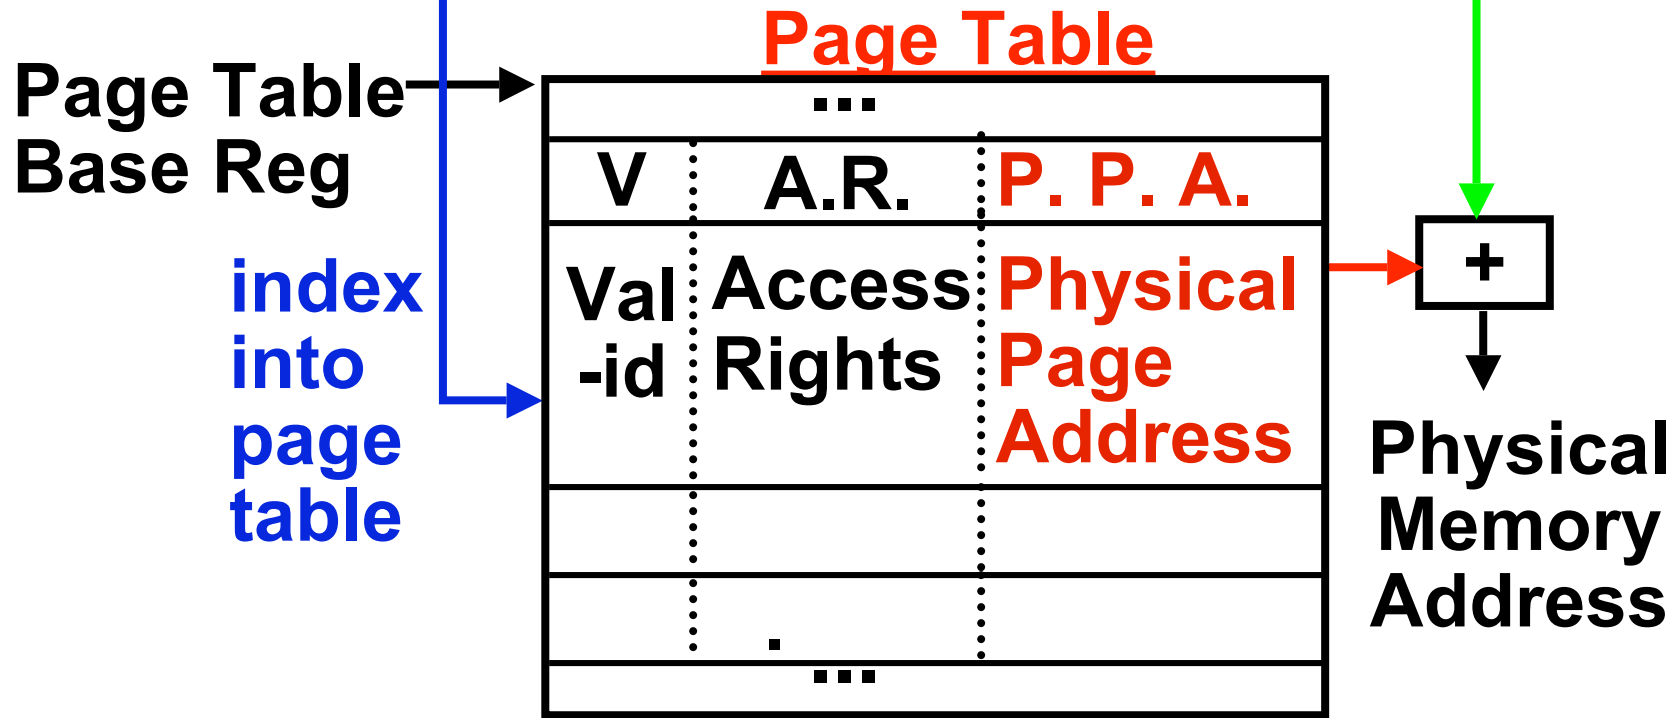 Page Table
Page Table
Base Reg
...
V A.R. P. P. A.
index
into
page
table
Val
-id
Access
Rights
Physical
Page
Address
+
Physical
Memory
Address
.
...